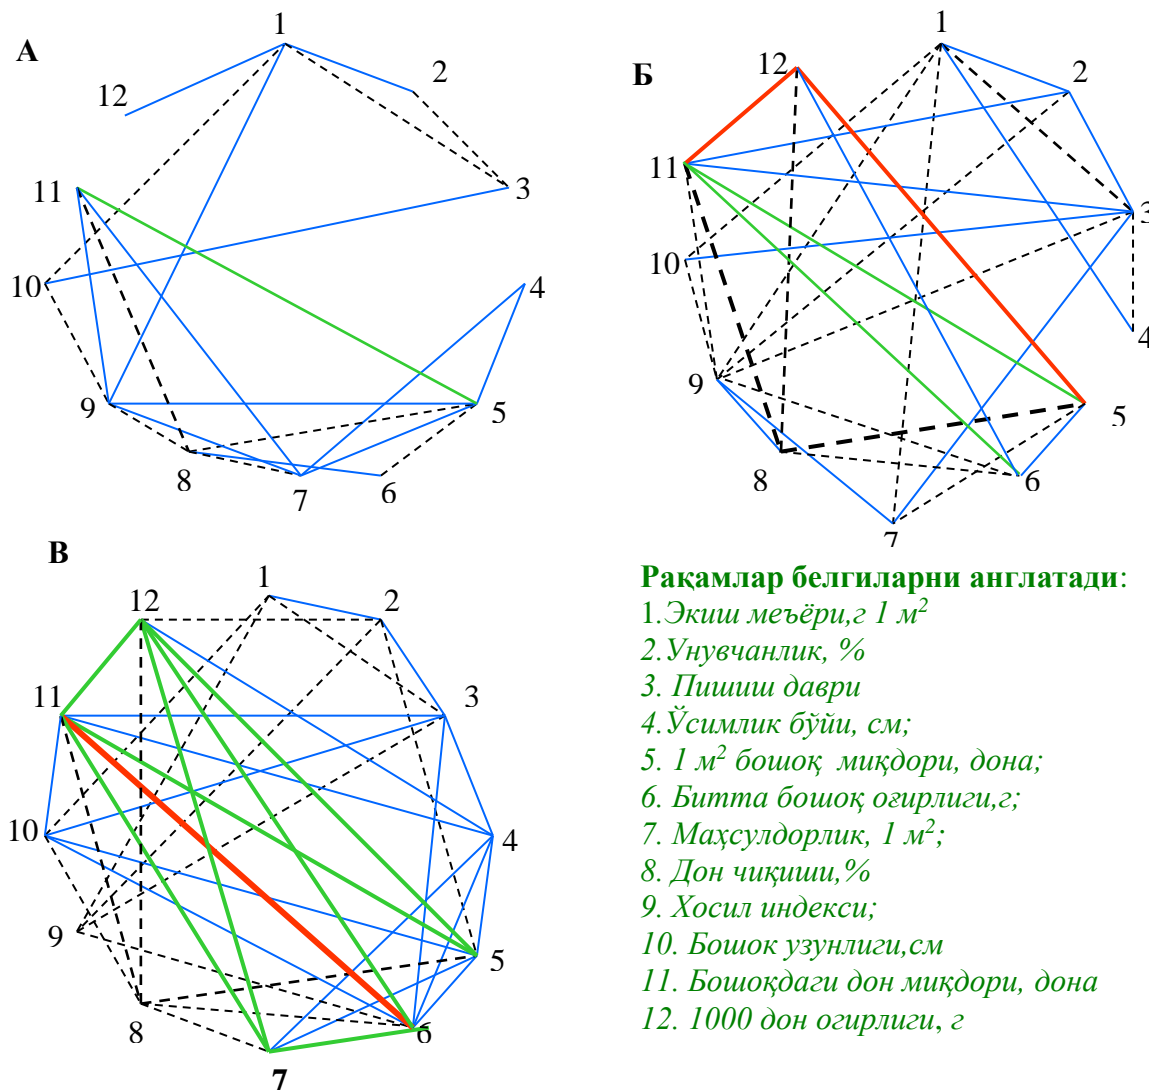 А
1
2
3
4
5
6
7
8
9
10
11
12
Б
1
2
3
4
5
6
7
8
9
10
11
12
В
1
2
3
4
5
6
7
8
9
10
11
12
Рақамлар белгиларни англатади:
1.Экиш меъёри,г 1 м²
2.Унувчанлик, %
3. Пишиш даври
4.Ўсимлик бўйи, см;
5. 1 м² бошоқ миқдори, дона;
6. Битта бошоқ оғирлиги,г;
7. Маҳсулдорлик, 1 м²;
8. Дон чиқиши,%
9. Хосил индекси;
10. Бошок узунлиги,см
11. Бошоқдаги дон миқдори, дона
12. 1000 дон огирлиги, г